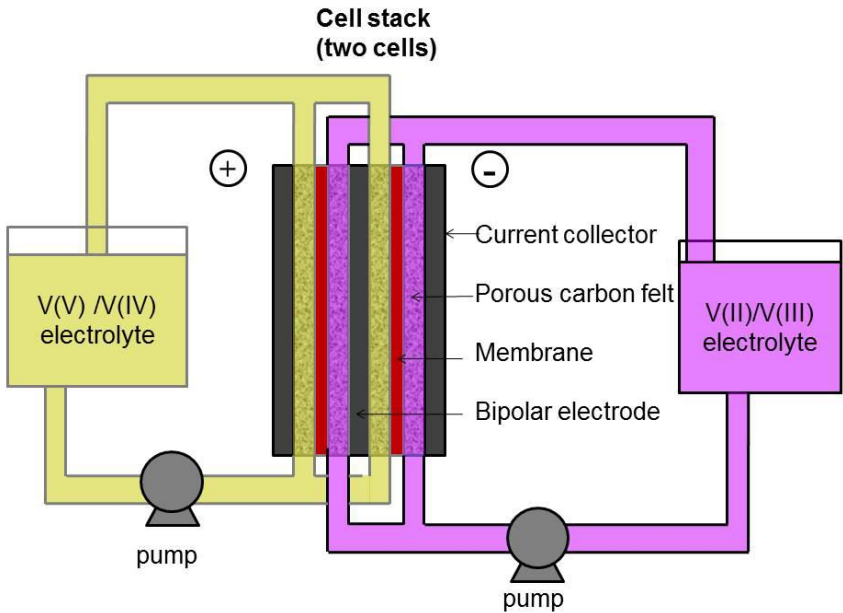 Cell stack
(two cells)
+
-
Current collector
Porous carbon felt
Membrane
Bipolar electrode
V(V) /V(IV)
electrolyte
V(II)/V(III)
electrolyte
pump
pump